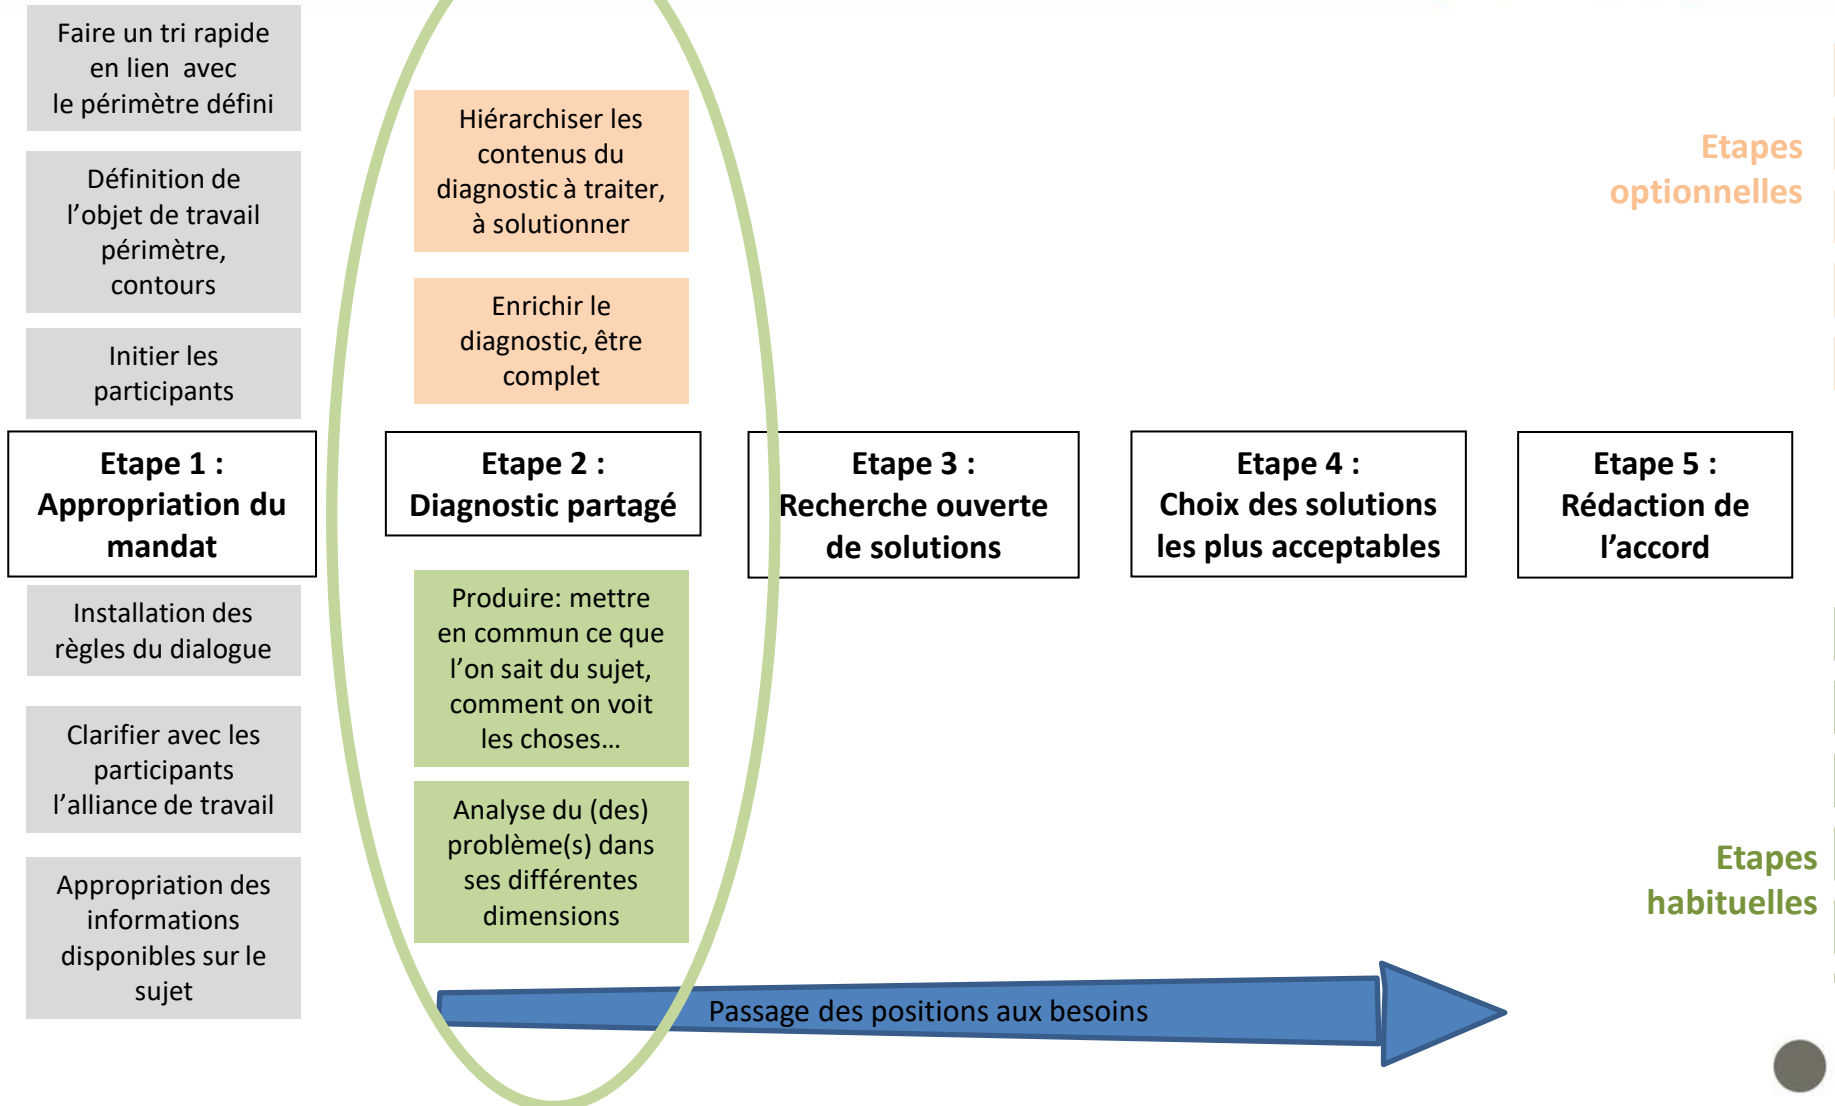 Faire un tri rapide
en lien avec
le périmètre défini
Définition de
l’objet de travail
périmètre,
contours
Initier les
participants
Etape 1 :
Appropriation du
mandat
Installation des
règles du dialogue
Clarifier avec les
participants
l’alliance de travail
Appropriation des
informations
disponibles sur le
sujet
Hiérarchiser les
contenus du
diagnostic à traiter,
à solutionner
Enrichir le
diagnostic, être
complet
Etape 2 :
Diagnostic partagé
Produire: mettre
en commun ce que
l’on sait du sujet,
comment on voit
les choses…
Analyse du (des)
problème(s) dans
ses différentes
dimensions
Etape 3 :
Recherche ouverte
de solutions
Etape 4 :
Choix des solutions
les plus acceptables
Etape 5 :
Rédaction de
l’accord
Etapes
optionnelles
Etapes
habituelles
Passage des positions aux besoins